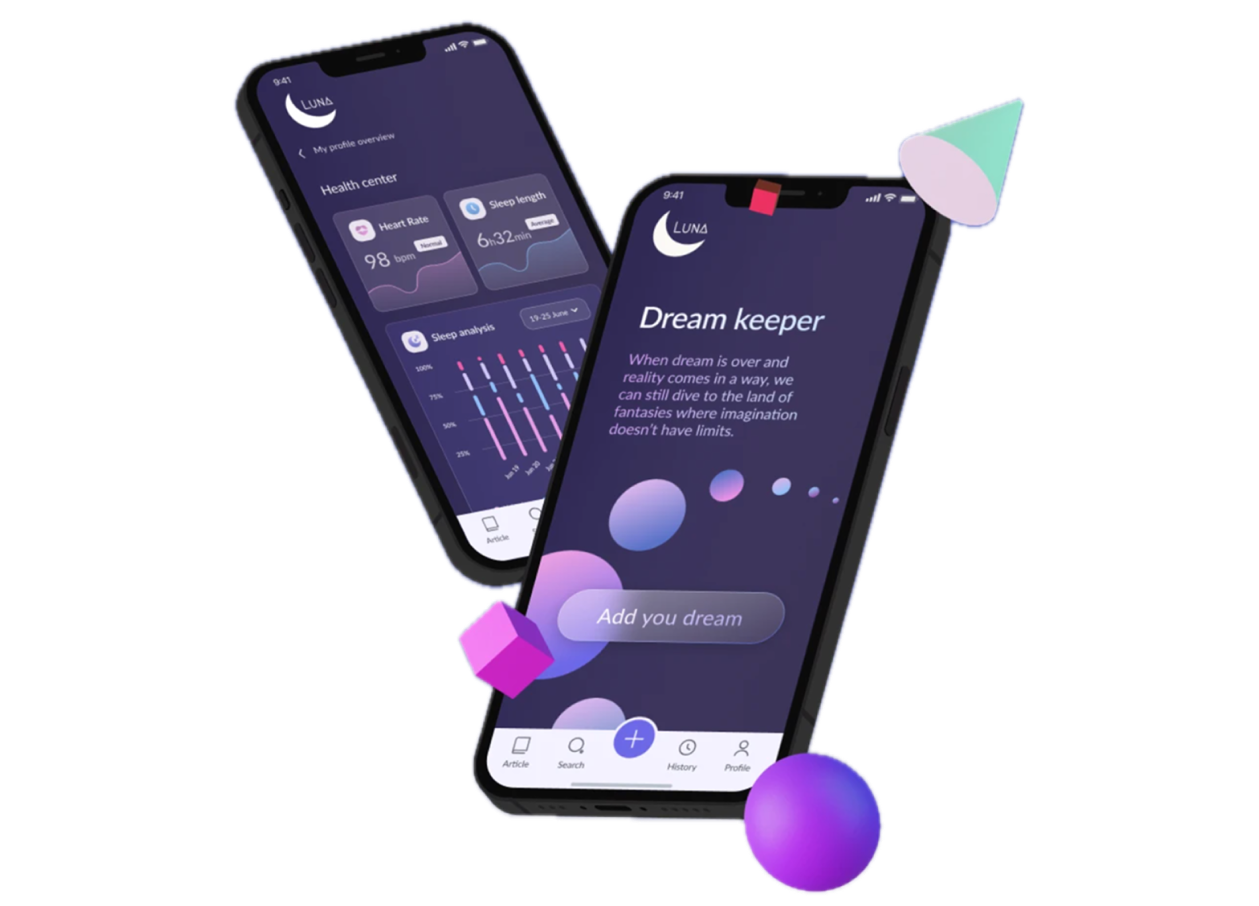 9:41
LUNA
My profile overview
Health center
Heart Rate
Normal
98 bpm
Sleep length
Average
6h32min
Sleep analysis
19-25 June
100%
75%
50%
25%
Jun 19
Jun 20
Article
9:41
LUNA
Dream keeper
When dream is over and
reality comes in a way, we
can still dive to the land of
fantasies where imagination
doesn't have limits.
Add you dream
Article
Search
History
Profile